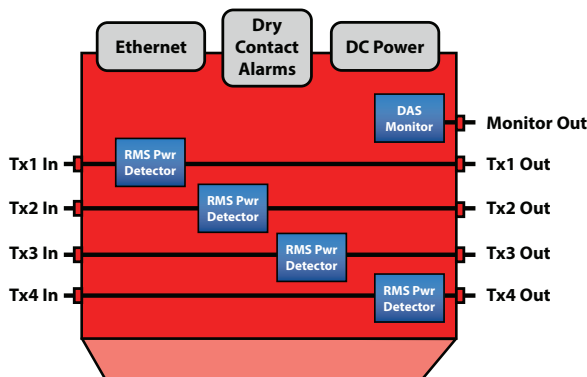 Ethernet
Dry
Contact
Alarms
DC Power
DAS
Monitor
Monitor Out
Tx1 In
RMS Pwr
Detector
Tx1 Out
Tx2 In
RMS Pwr
Detector
Tx2 Out
Tx3 In
RMS Pwr
Detector
Tx3 Out
Tx4 In
RMS Pwr
Detector
Tx4 Out